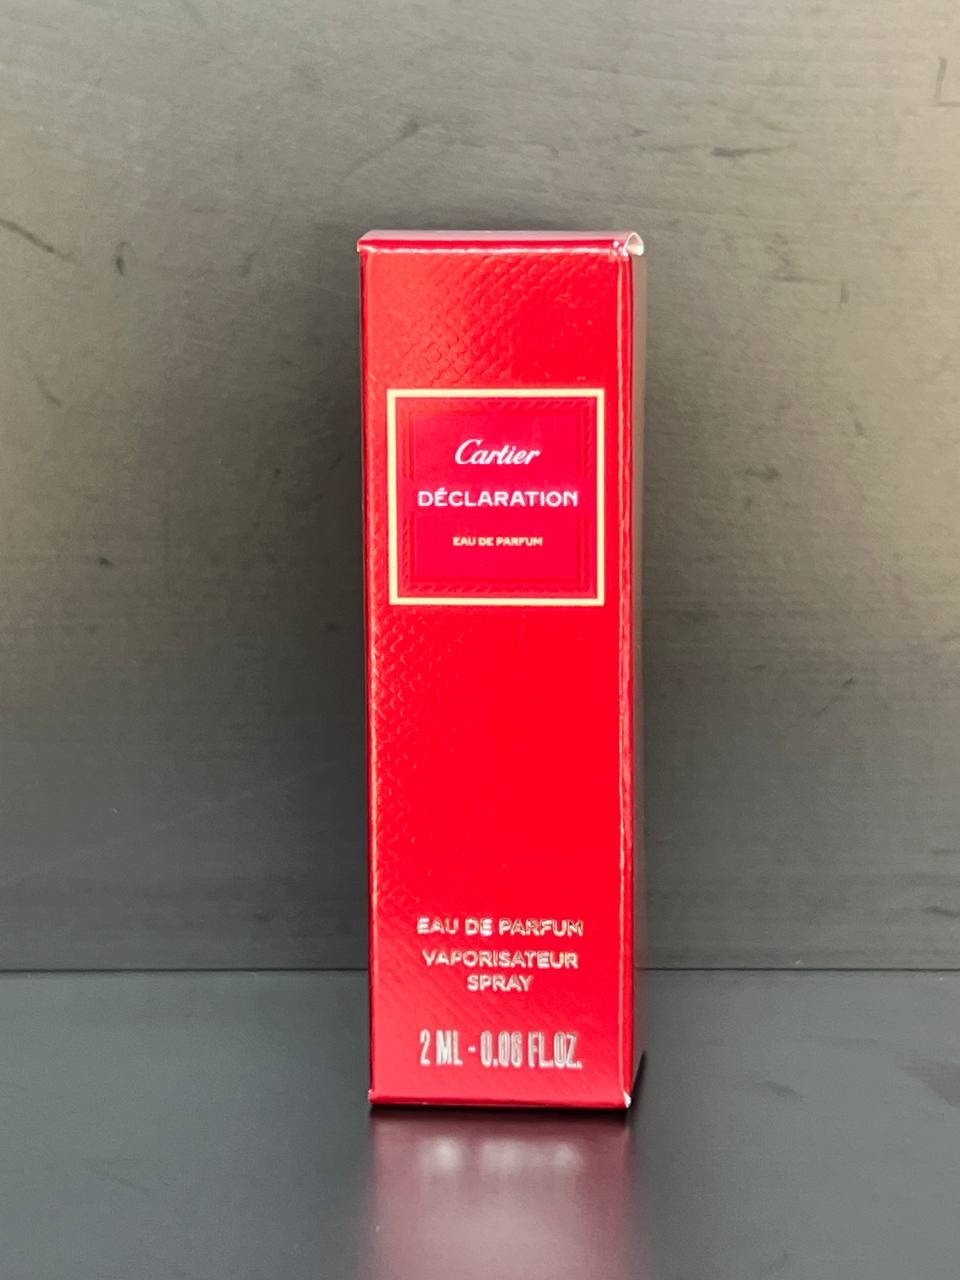 Cartier
DÉCLARATION
EAU DE PARFUM
EAU DE PARFUM
VAPORISATEUR
SPRAY
2 ML - 0.06 FL.OZ.